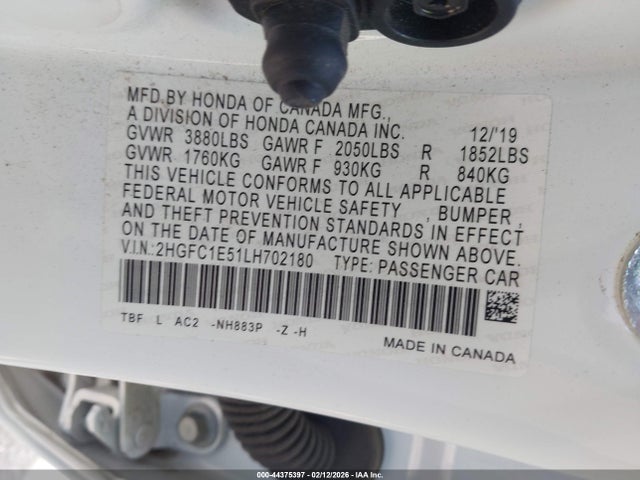 MFD.BY HONDA OF CANADA MFG.,
A DIVISION OF HONDA CANADA INC. 12/'19
GVWR 3880LBS GAWR F 2050LBS R 1852LBS
GVWR 1760KG GAWR F 930KG R 840KG
THIS VEHICLE CONFORMS TO ALL APPLICABLE
FEDERAL MOTOR VEHICLE SAFETY , BUMPER ,
AND THEFT PREVENTION STANDARDS IN EFFECT
ON THE DATE OF MANUFACTURE SHOWN ABOVE.
V.I.N.:2HGFC1E51LH702180 TYPE: PASSENGER CAR
TBF L AC2 -NH883P -Z-H
MADE IN CANADA
000-44375397 - 02/12/2026 - IAA Inc.